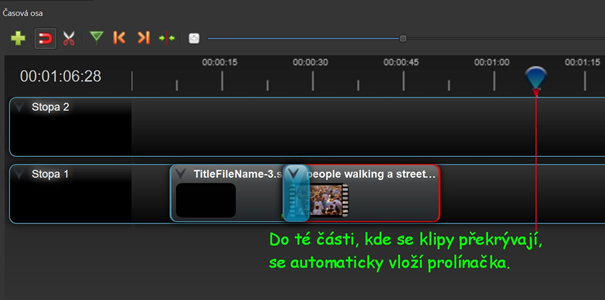 Časová osa
00:01:06:28
00:00:15
00:00:30
00:00:45
00:01:00
00:01:15
Stopa 2
Stopa 1
TitleFileName-3.s
people walking a street...
Do té části, kde se klipy překrývají,
se automaticky vloží prolínačka.